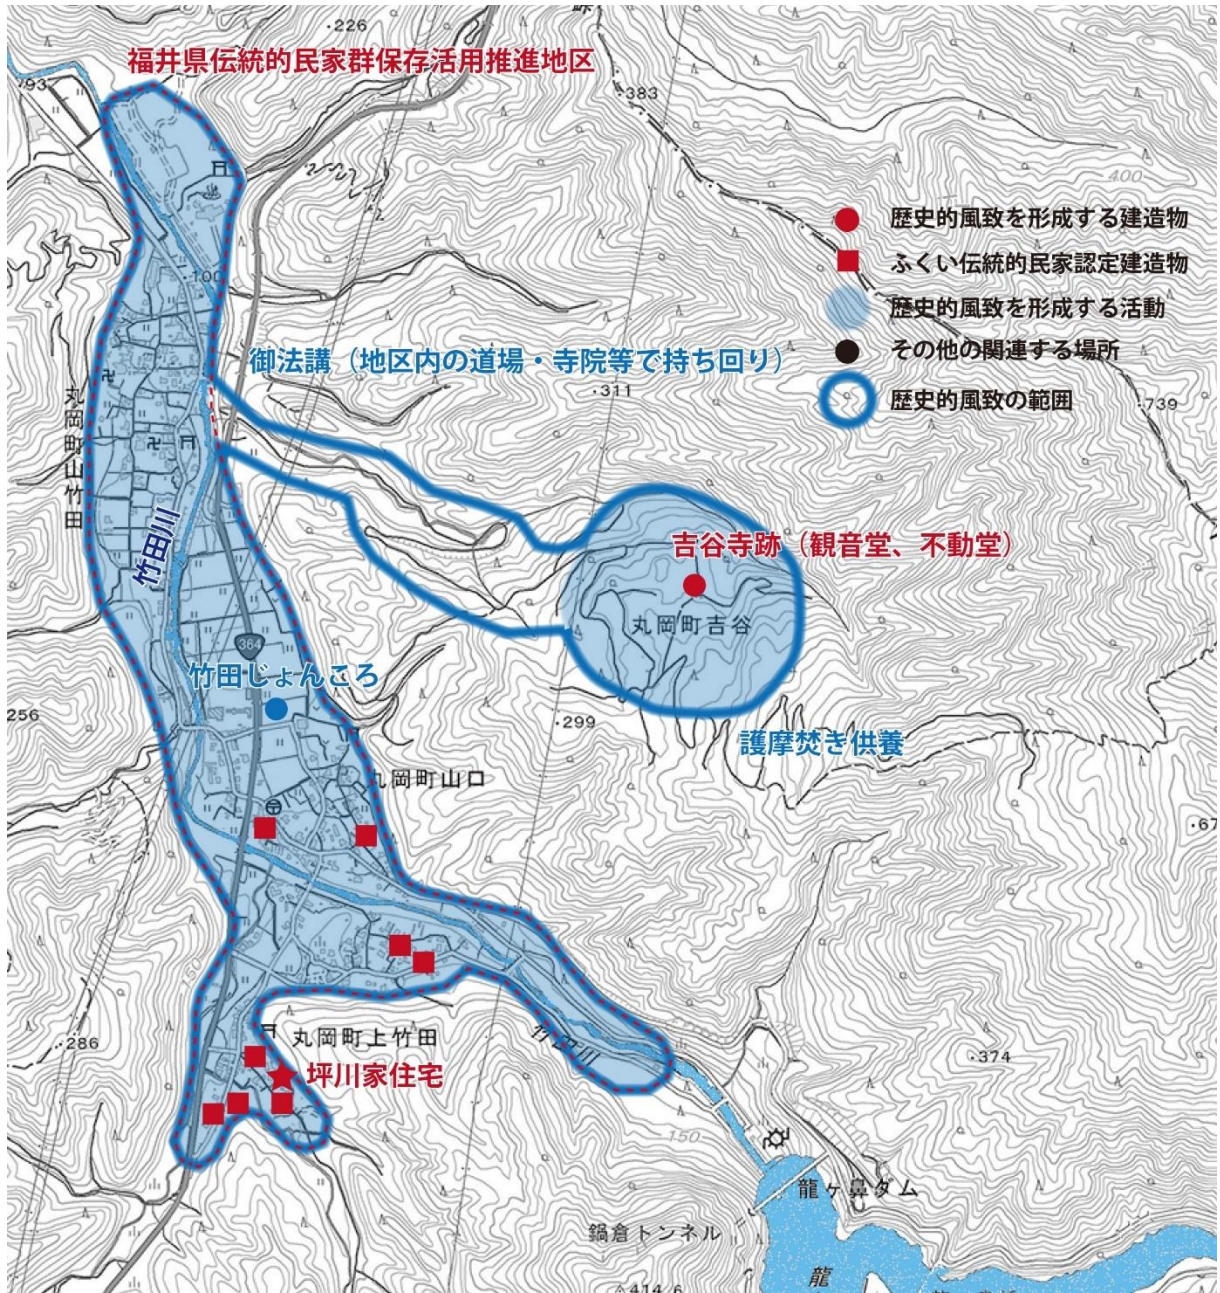 ・226
福井県伝統的民家群保存活用推進地区
・93
・383
400
歴史的風致を形成する建造物
ふくい伝統的民家認定建造物
歴史的風致を形成する活動
その他の関連する場所
歴史的風致の範囲
・100
御法講（地区内の道場・寺院等で持ち回り）
・311
・739
丸岡町山竹田
竹田川
吉谷寺跡（観音堂、不動堂）
丸岡町吉谷
364
竹田じょんころ
256
・299
護摩焚き供養
丸岡町山口
・67
150
・286
丸岡町上竹田
竹田川
坪川家住宅
・374
150
龍ヶ鼻ダム
鍋倉トンネル
龍
414.6